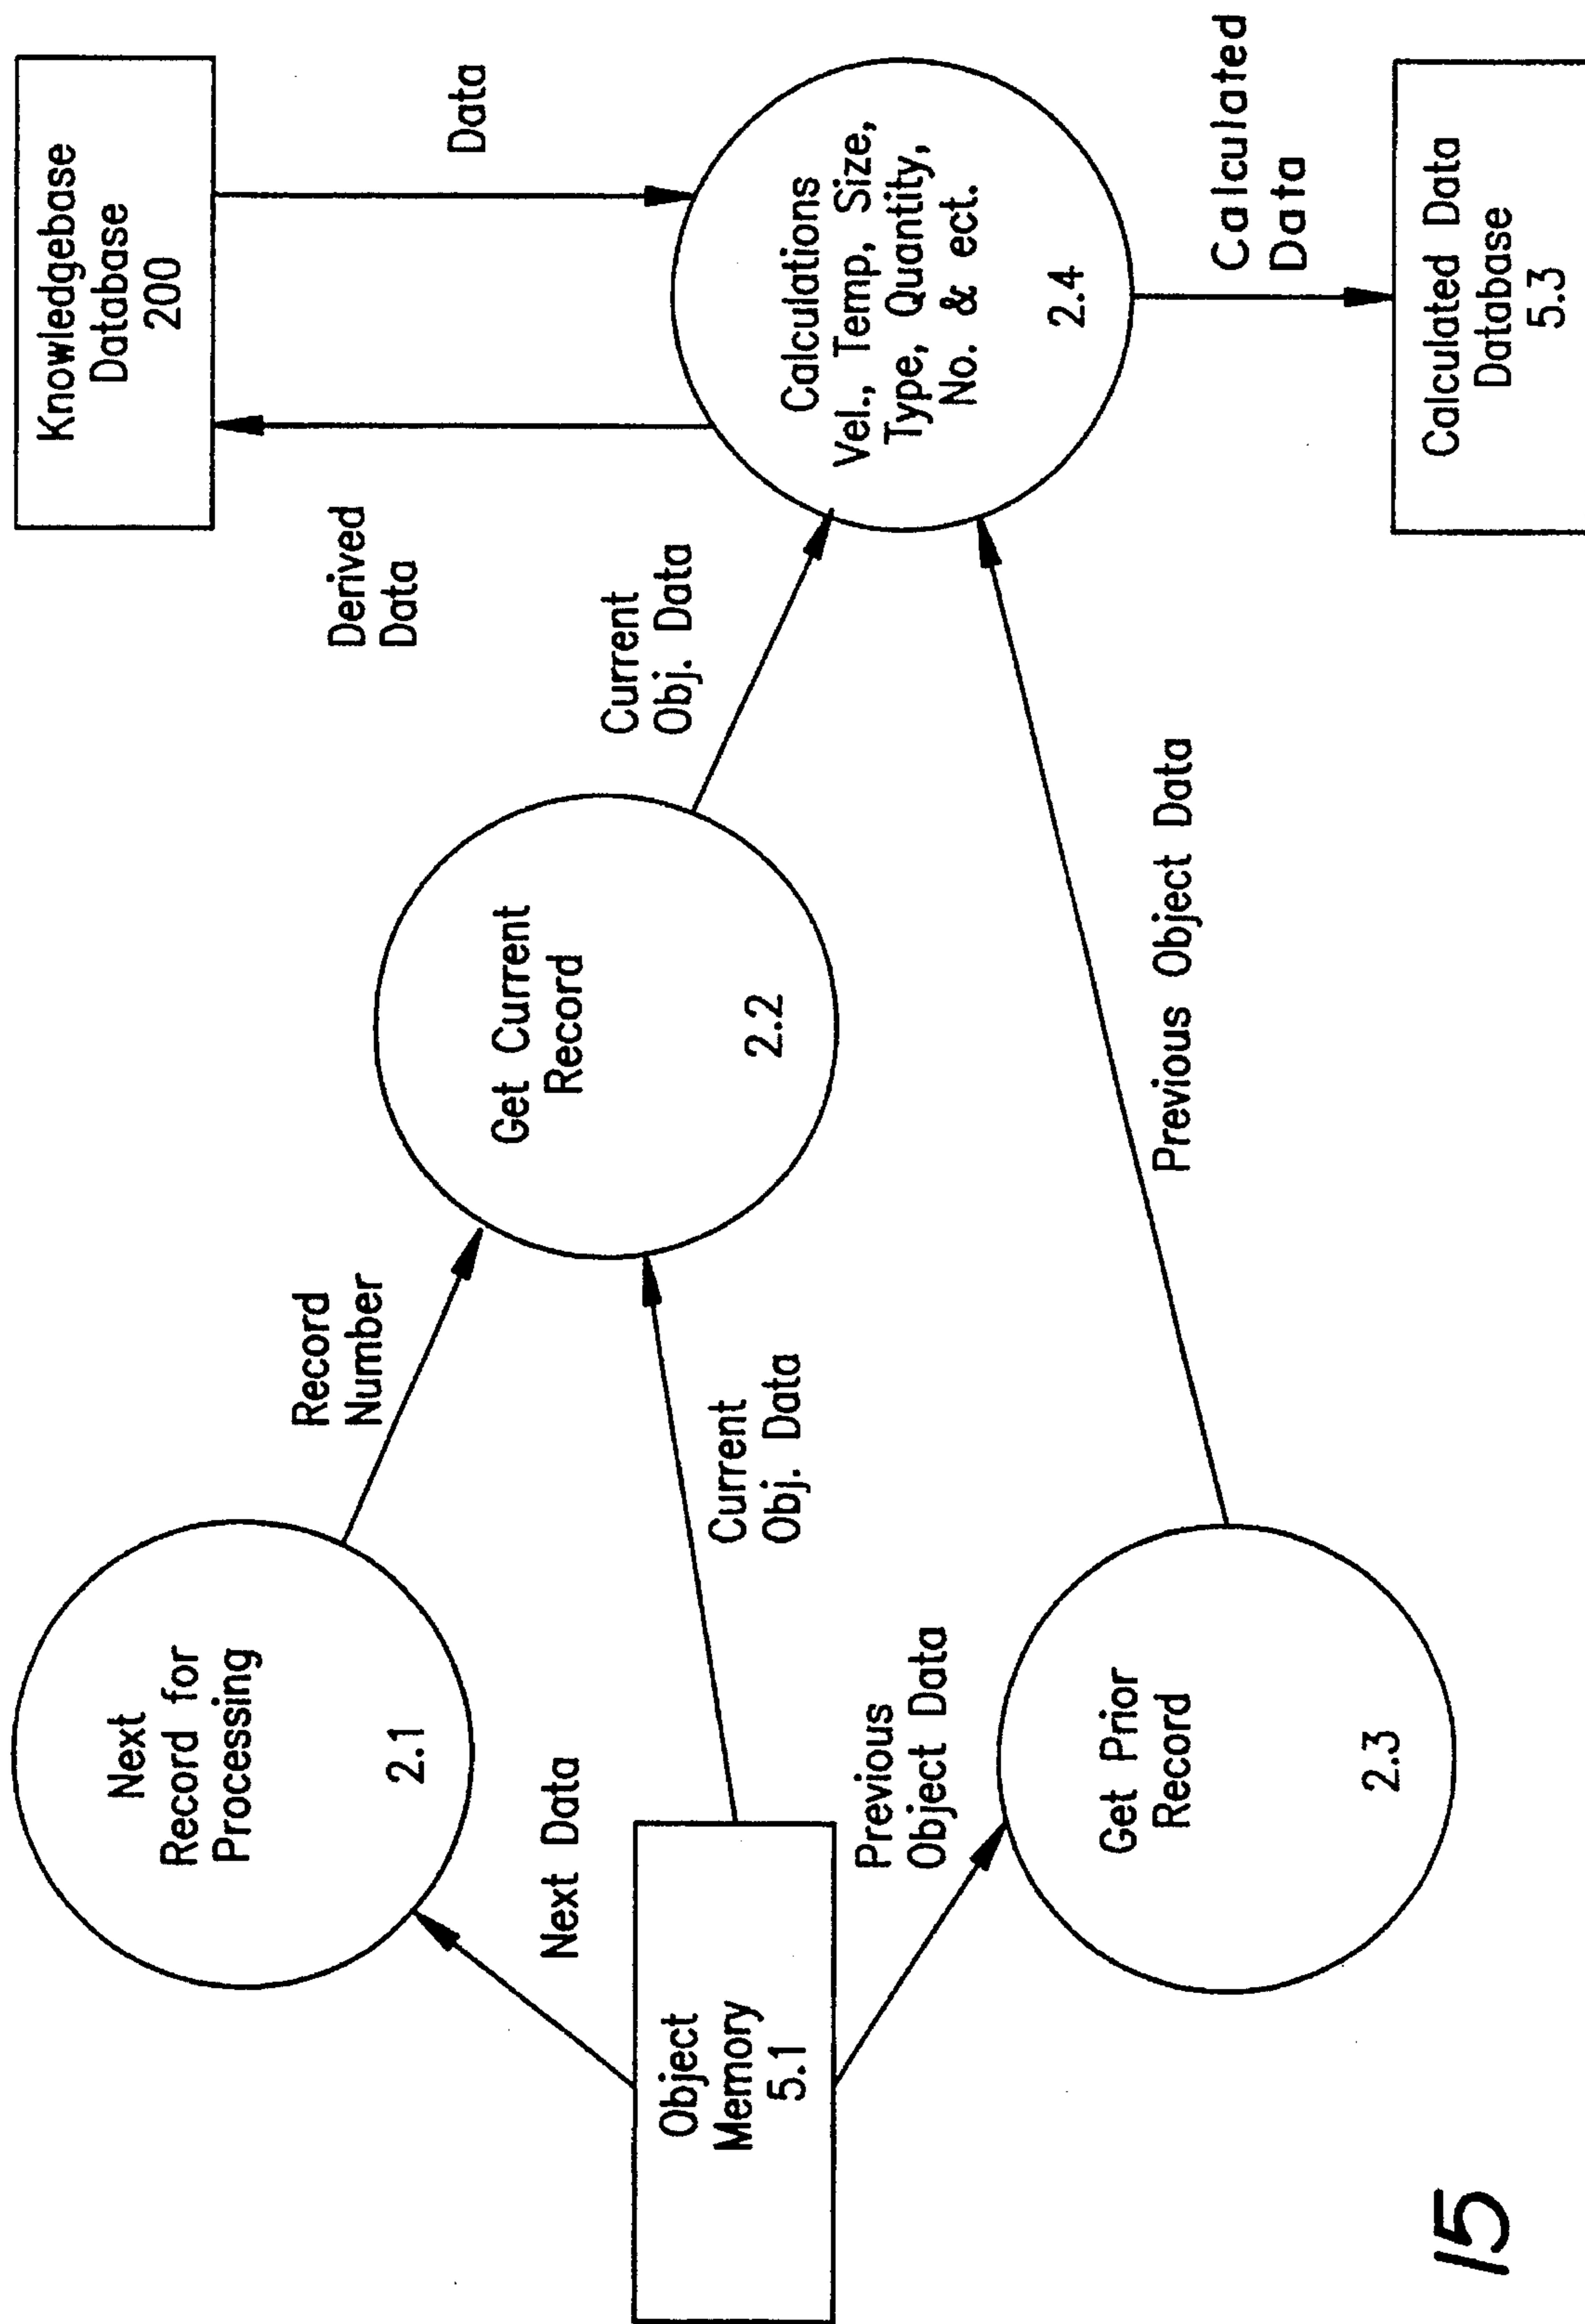 Next
Record for
Processing
2.1
Record
Number
Next Data
Object
Memory
5.1
Current
Obj. Data
Previous
Object Data
Get Prior
Record
2.3
Get Current
Record
2.2
Current
Obj. Data
Previous Object Data
Derived
Data
Knowledgebase
Database
200
Data
Calculations
Vel., Temp, Size,
Type, Quantity,
No. & ect.
2.4
Calculated
Data
Calculated Data
Database
5.3
15